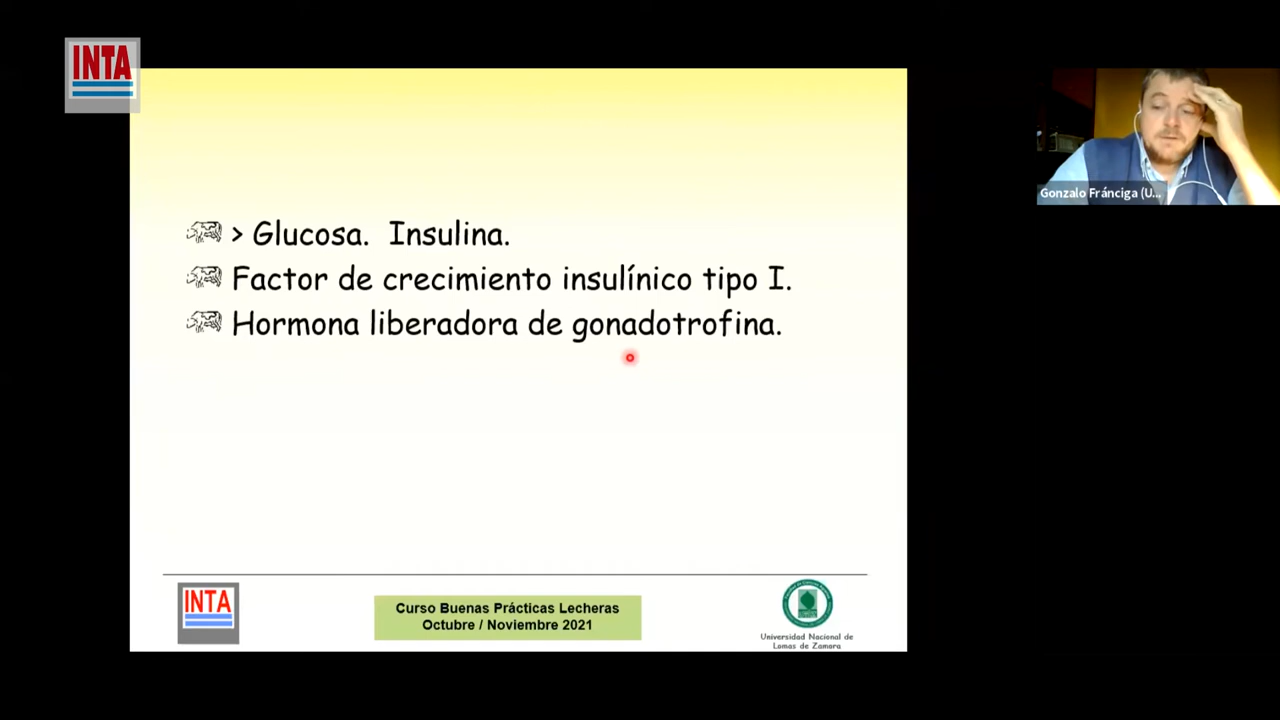 INTA
> Glucosa. Insulina.
Factor de crecimiento insulínico tipo I.
Hormona liberadora de gonadotrofina.
Gonzalo Fránciga (U...
INTA
Curso Buenas Prácticas Lecheras
Octubre / Noviembre 2021
Universidad Nacional de
Lomas de Zamora